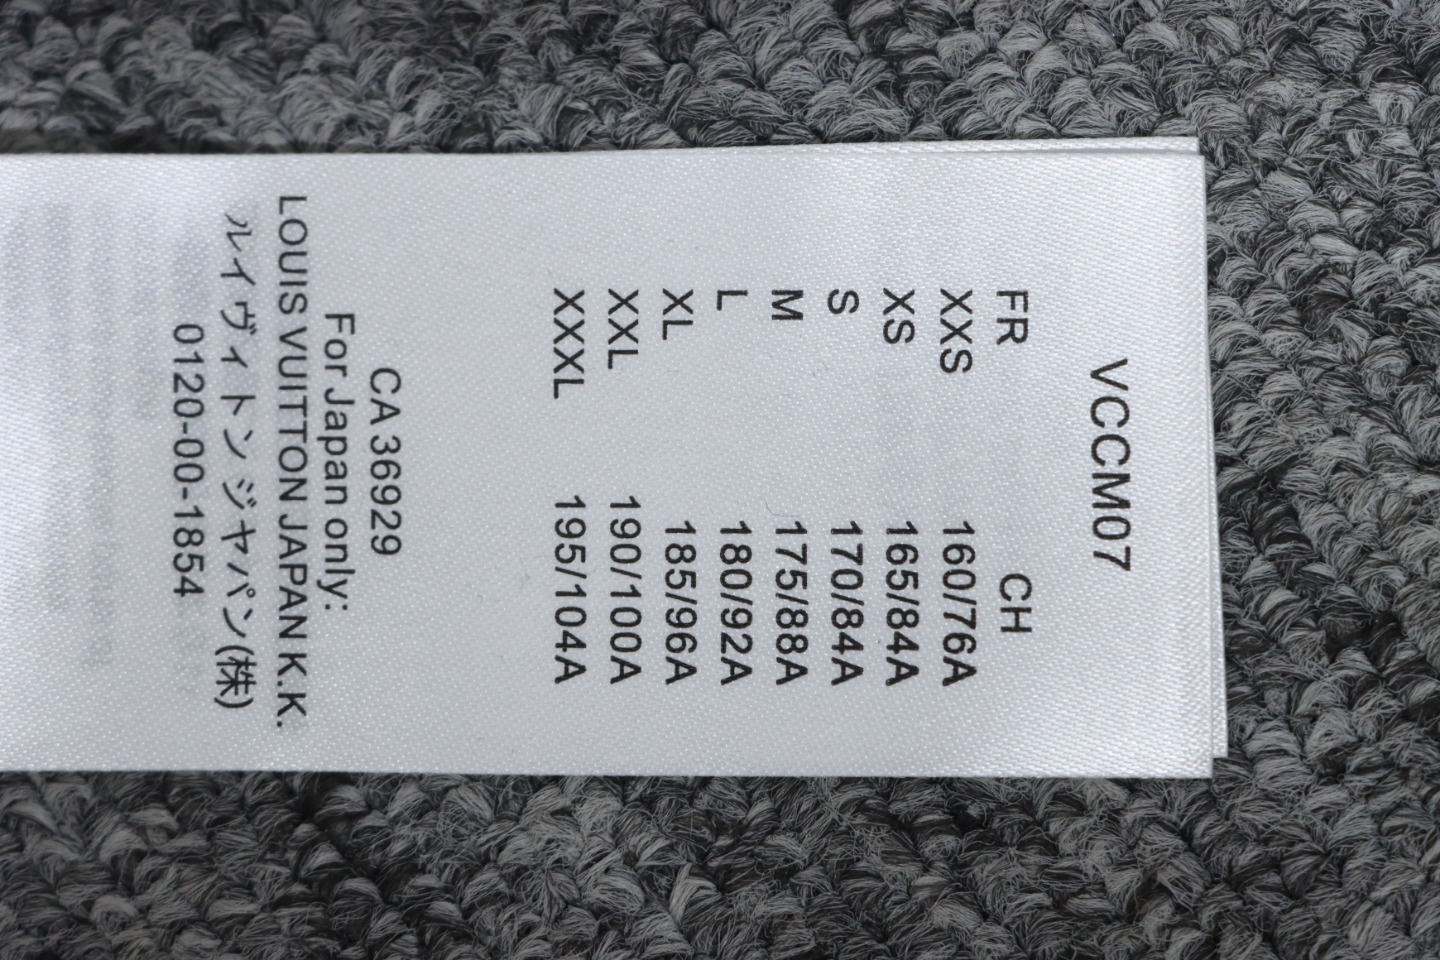 VCCM07
FR CH
XXS 160/76A
XS 165/84A
S 170/84A
M 175/88A
L 180/92A
XL 185/96A
XXL 190/100A
XXXL 195/104A
CA 36929
For Japan only:
LOUIS VUITTON JAPAN K.K.
ルイ ヴィトン ジャパン(株)
0120-00-1854